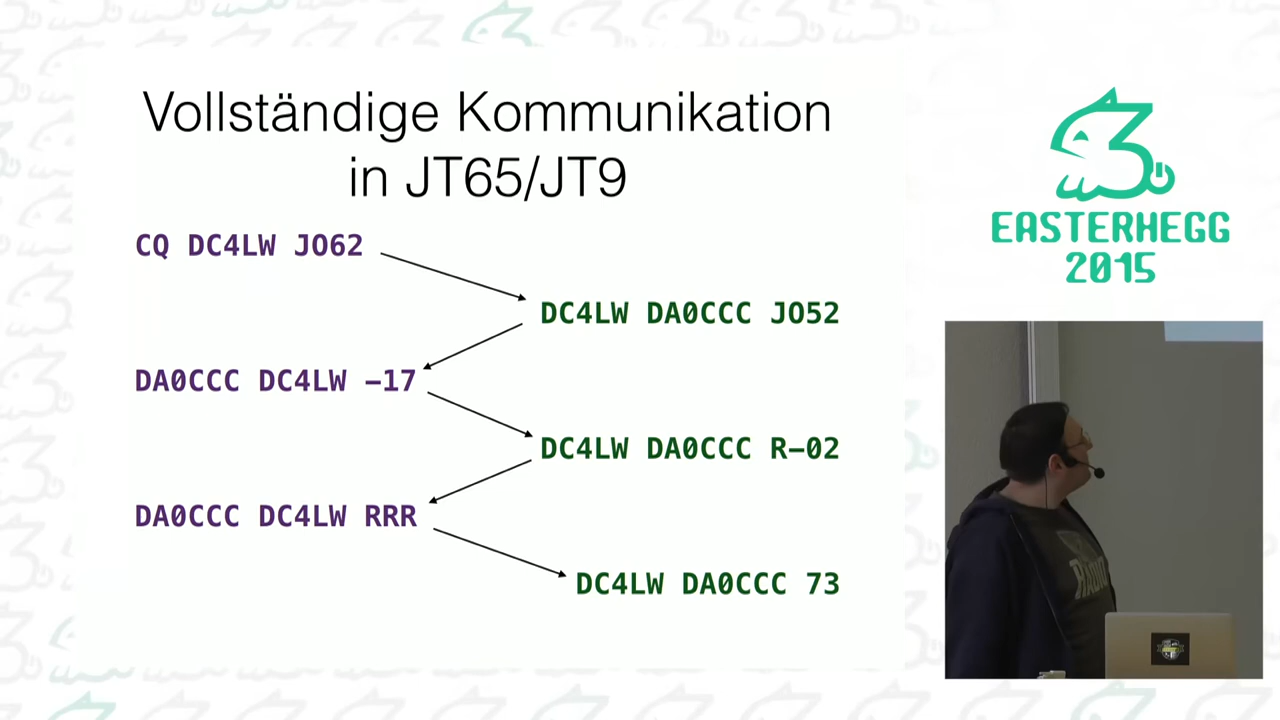 Vollständige Kommunikation
in JT65/JT9
CQ DC4LW JO62
DC4LW DA0CCC JO52
DA0CCC DC4LW −17
DC4LW DA0CCC R−02
DA0CCC DC4LW RRR
DC4LW DA0CCC 73
EASTERHEGG
2015
RADIO